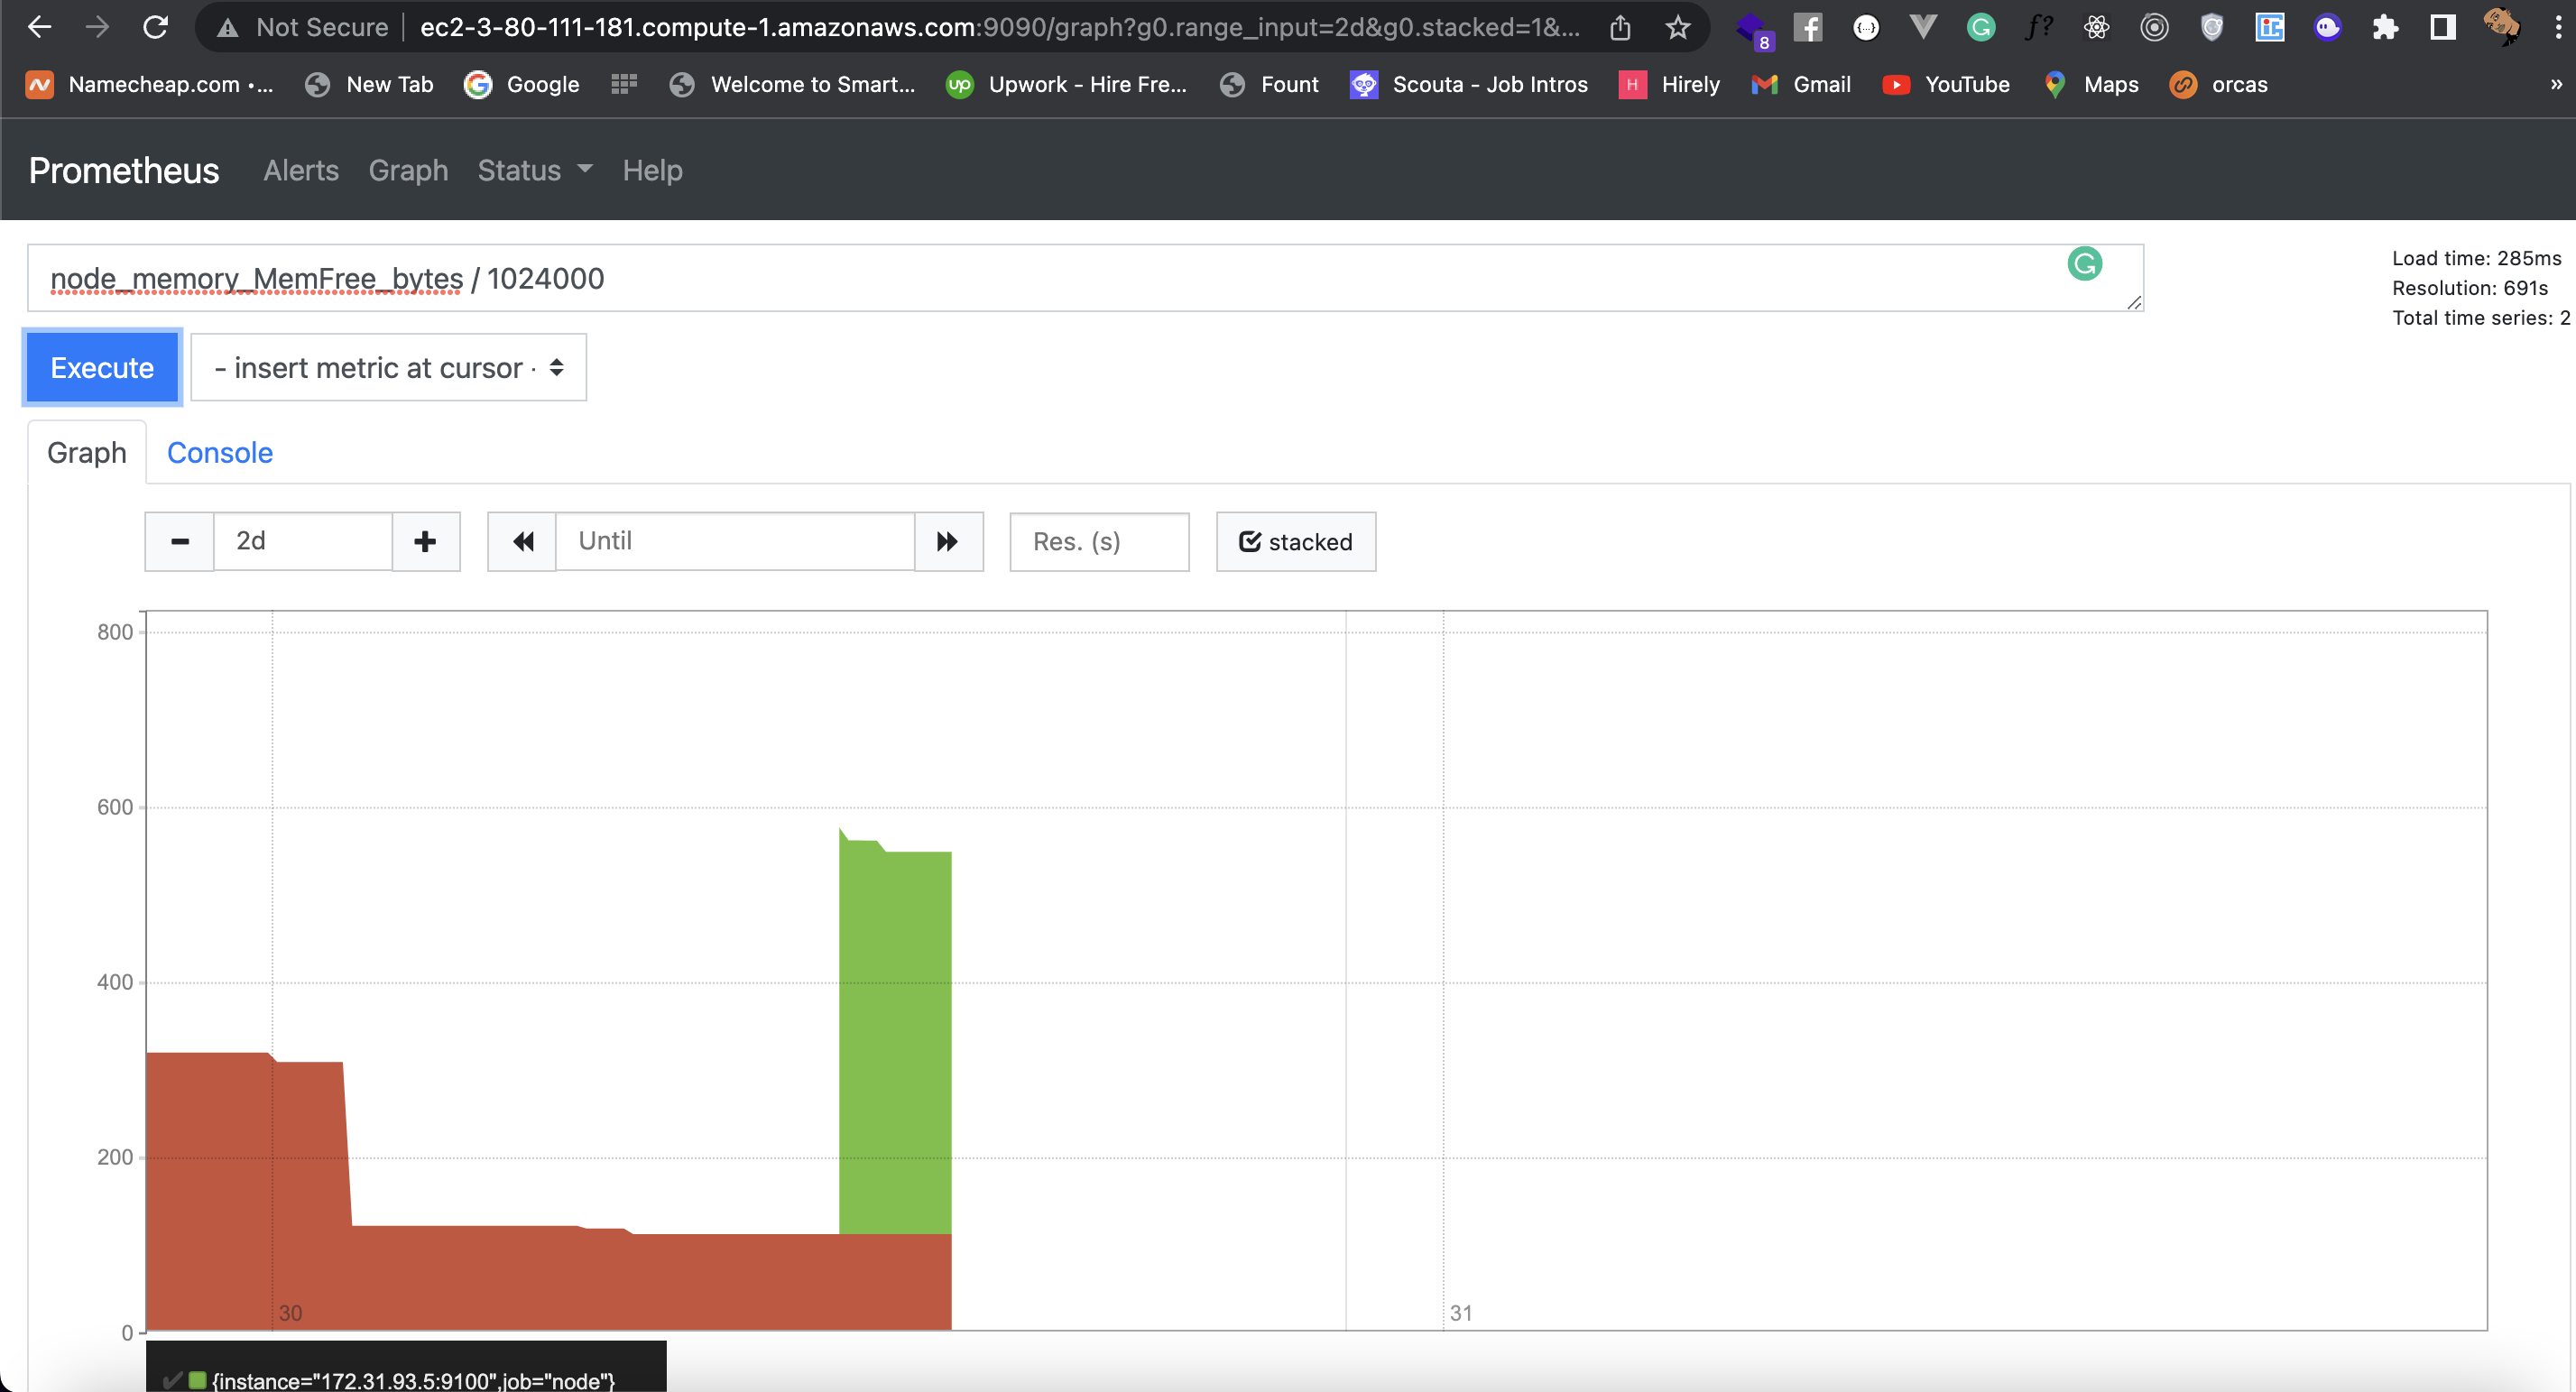 Not Secure | ec2-3-80-111-181.compute-1.amazonaws.com:9090/graph?g0.range_input=2d&g0.stacked=1&... f? 8
Namecheap.com •... New Tab Google Welcome to Smart... up Upwork - Hire Fre... Fount Scouta - Job Intros H Hirely Gmail YouTube Maps orcas »
Prometheus Alerts Graph Status Help
node_memory_MemFree_bytes / 1024000
Load time: 285ms
Resolution: 691s
Total time series: 2
Execute - insert metric at cursor -
Graph Console
2d Until Res. (s) stacked
800
600
400
200
0
30 31
{instance="172.31.93.5:9100",job="node"}